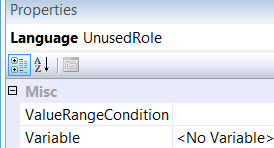 Properties
Language UnusedRole
Misc
ValueRangeCondition
Variable <No Variable>